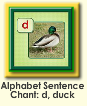 d
Alphabet Sentence
Chant: d, duck